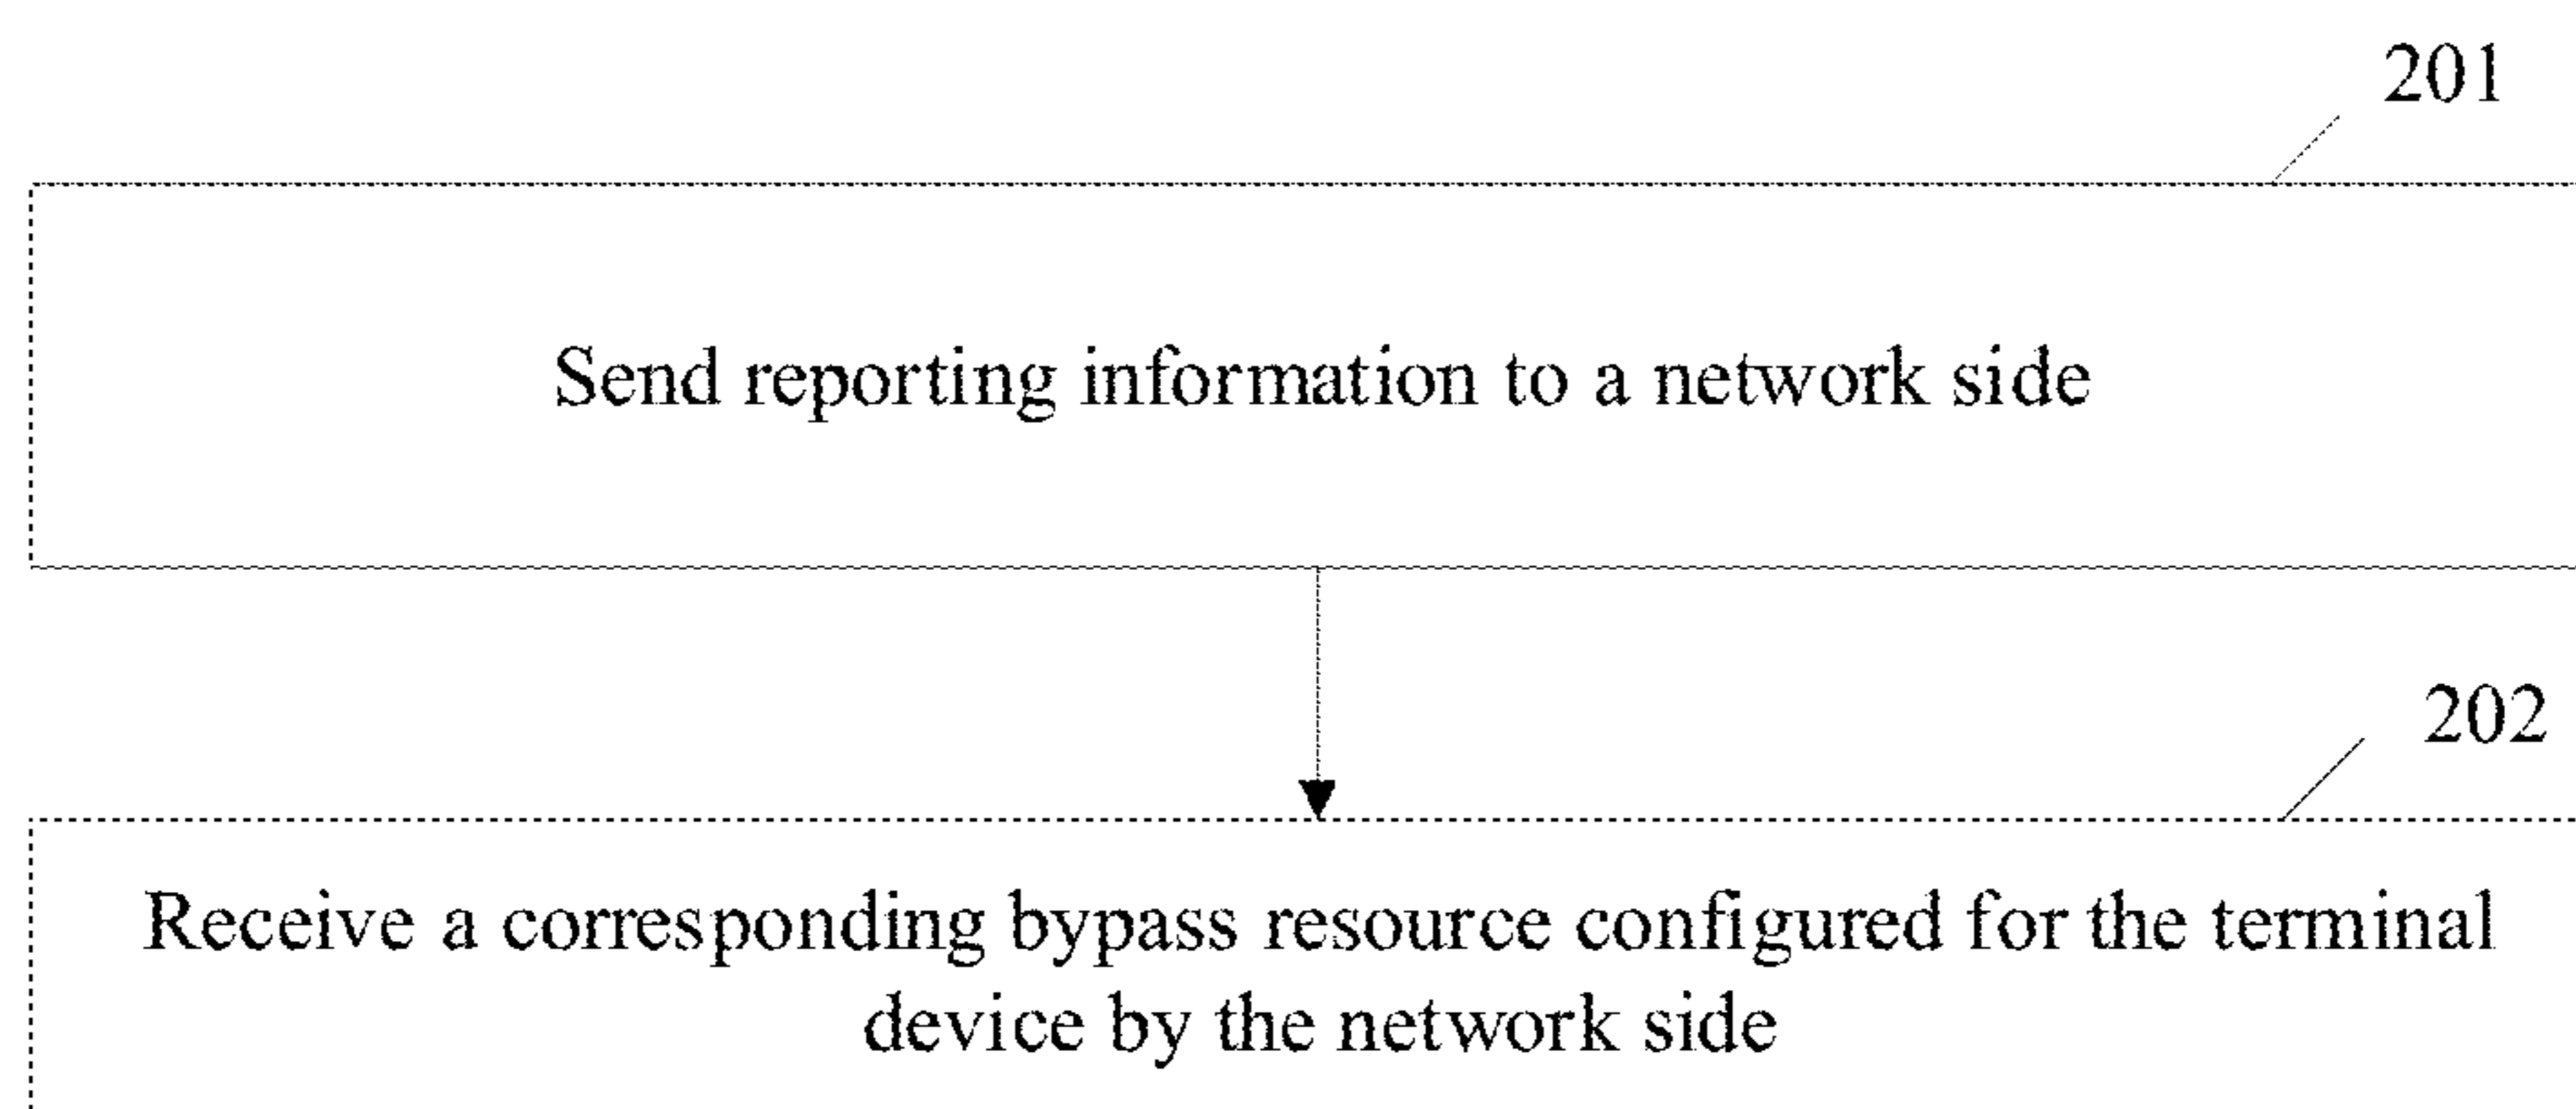 201
Send reporting information to a network side
202
Receive a corresponding bypass resource configured for the terminal
device by the network side